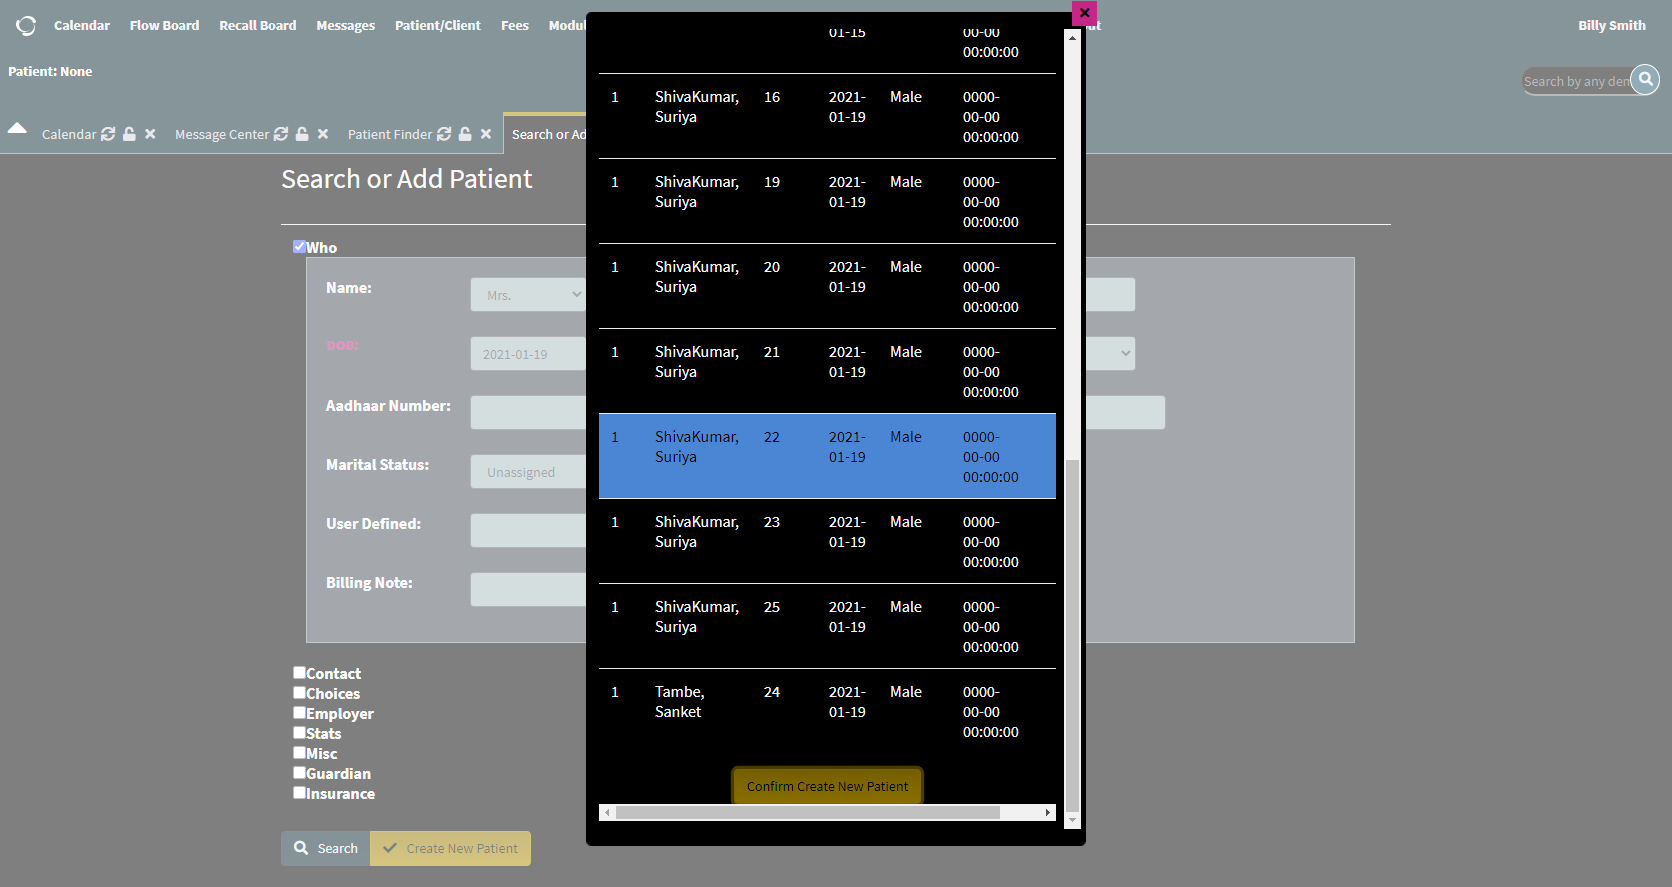 Calendar Flow Board Recall Board Messages Patient/Client Fees Billy Smith
Patient: None
Search by any
Calendar Message Center Patient Finder Search or
Search or Add Patient
Who
Name: Mrs.
DOB: 2021-01-19
Aadhaar Number:
Marital Status: Unassigned
User Defined:
Billing Note:
Contact
Choices
Employer
Stats
Misc
Guardian
Insurance
Search Create New Patient
01-15 00-00
00:00:00
1 ShivaKumar, 16 2021- Male 0000-
Suriya 01-19 00-00
00:00:00
1 ShivaKumar, 19 2021- Male 0000-
Suriya 01-19 00-00
00:00:00
1 ShivaKumar, 20 2021- Male 0000-
Suriya 01-19 00-00
00:00:00
1 ShivaKumar, 21 2021- Male 0000-
Suriya 01-19 00-00
00:00:00
1 ShivaKumar, 22 2021- Male 0000-
Suriya 01-19 00-00
00:00:00
1 ShivaKumar, 23 2021- Male 0000-
Suriya 01-19 00-00
00:00:00
1 ShivaKumar, 25 2021- Male 0000-
Suriya 01-19 00-00
00:00:00
1 Tambe, 24 2021- Male 0000-
Sanket 01-19 00-00
00:00:00
Confirm Create New Patient